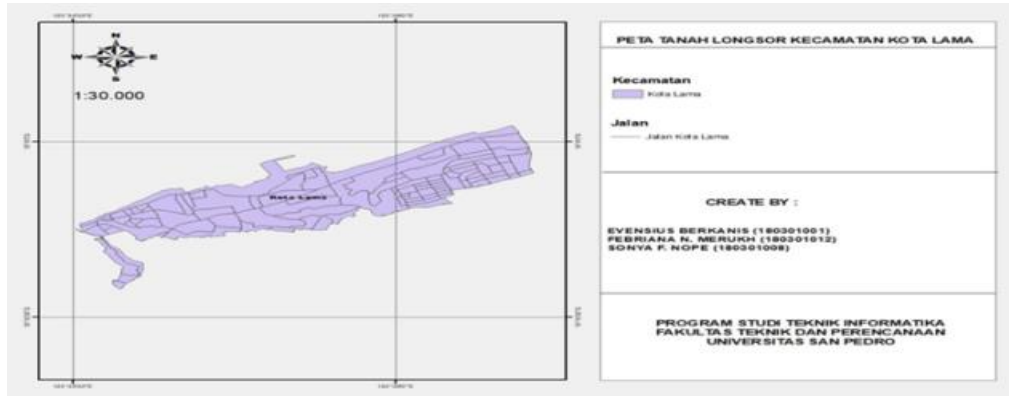 N
W E
S
1:30.000
Kota Lama
PETA TANAH LONGSOR KECAMATAN KOTA LAMA
Kecamatan
Kota Lama
Jalan
Jalan Kota Lama
CREATE BY :
EVENSIUS BERKANIS (180301001)
FEBRIANA N. MERUKH (180301012)
SONYA F. NOPE (180301008)
PROGRAM STUDI TEKNIK INFORMATIKA
FAKULTAS TEKNIK DAN PERENCANAAN
UNIVERSITAS SAN PEDRO